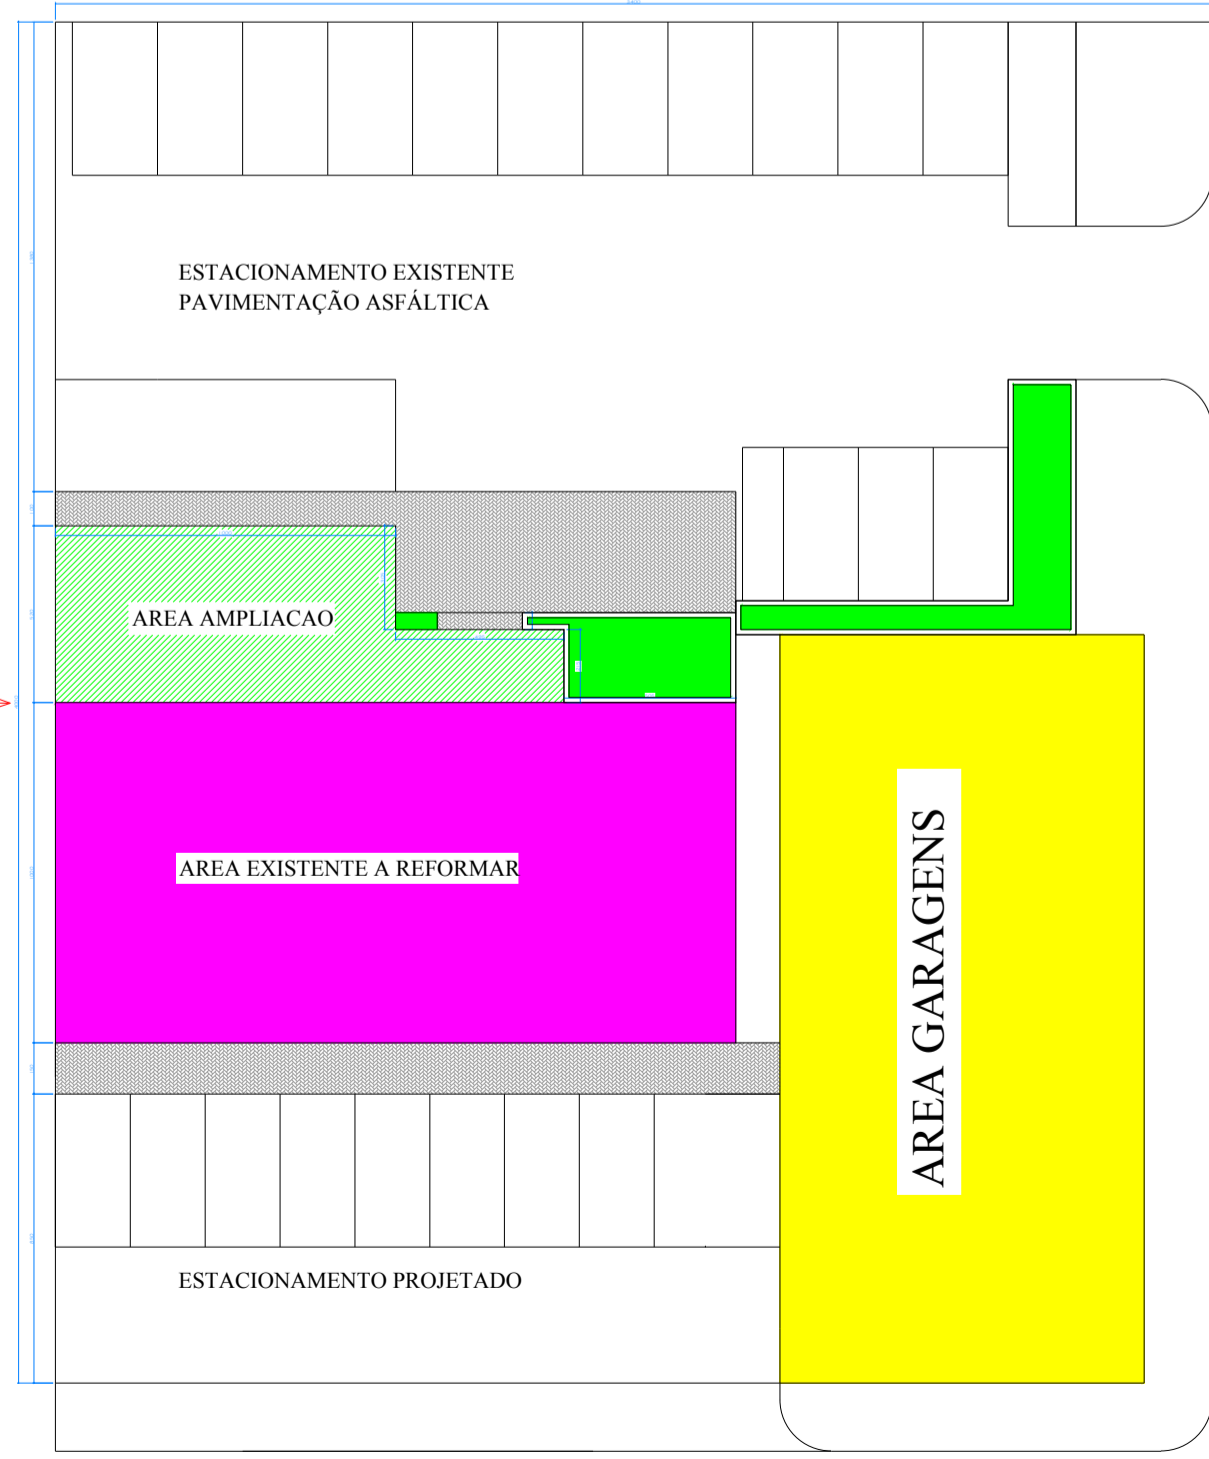 ESTACIONAMENTO EXISTENTE
PAVIMENTAÇÃO ASFÁLTICA
AREA AMPLIACAO
AREA EXISTENTE A REFORMAR
AREA GARAGENS
ESTACIONAMENTO PROJETADO